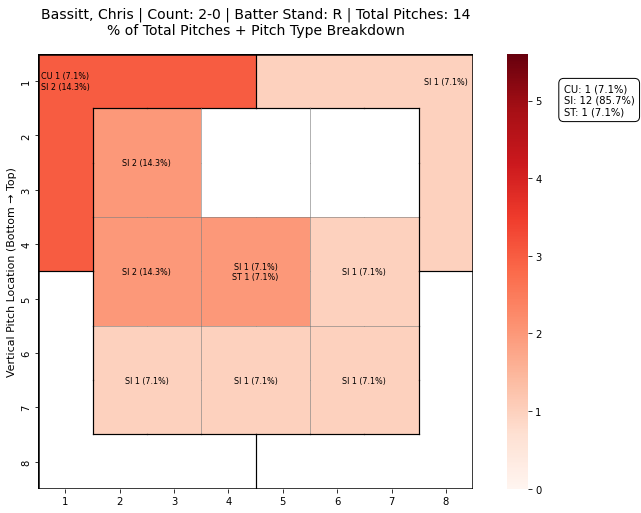 Bassitt, Chris | Count: 2-0 | Batter Stand: R | Total Pitches: 14
% of Total Pitches + Pitch Type Breakdown
CU 1 (7.1%)
SI 2 (14.3%)
SI 1 (7.1%)
SI 2 (14.3%)
SI 2 (14.3%)
SI 1 (7.1%)
ST 1 (7.1%)
SI 1 (7.1%)
SI 1 (7.1%)
SI 1 (7.1%)
SI 1 (7.1%)
Vertical Pitch Location (Bottom → Top)
1
2
3
4
5
6
7
8
1
2
3
4
5
6
7
8
5
4
3
2
1
0
CU: 1 (7.1%)
SI: 12 (85.7%)
ST: 1 (7.1%)